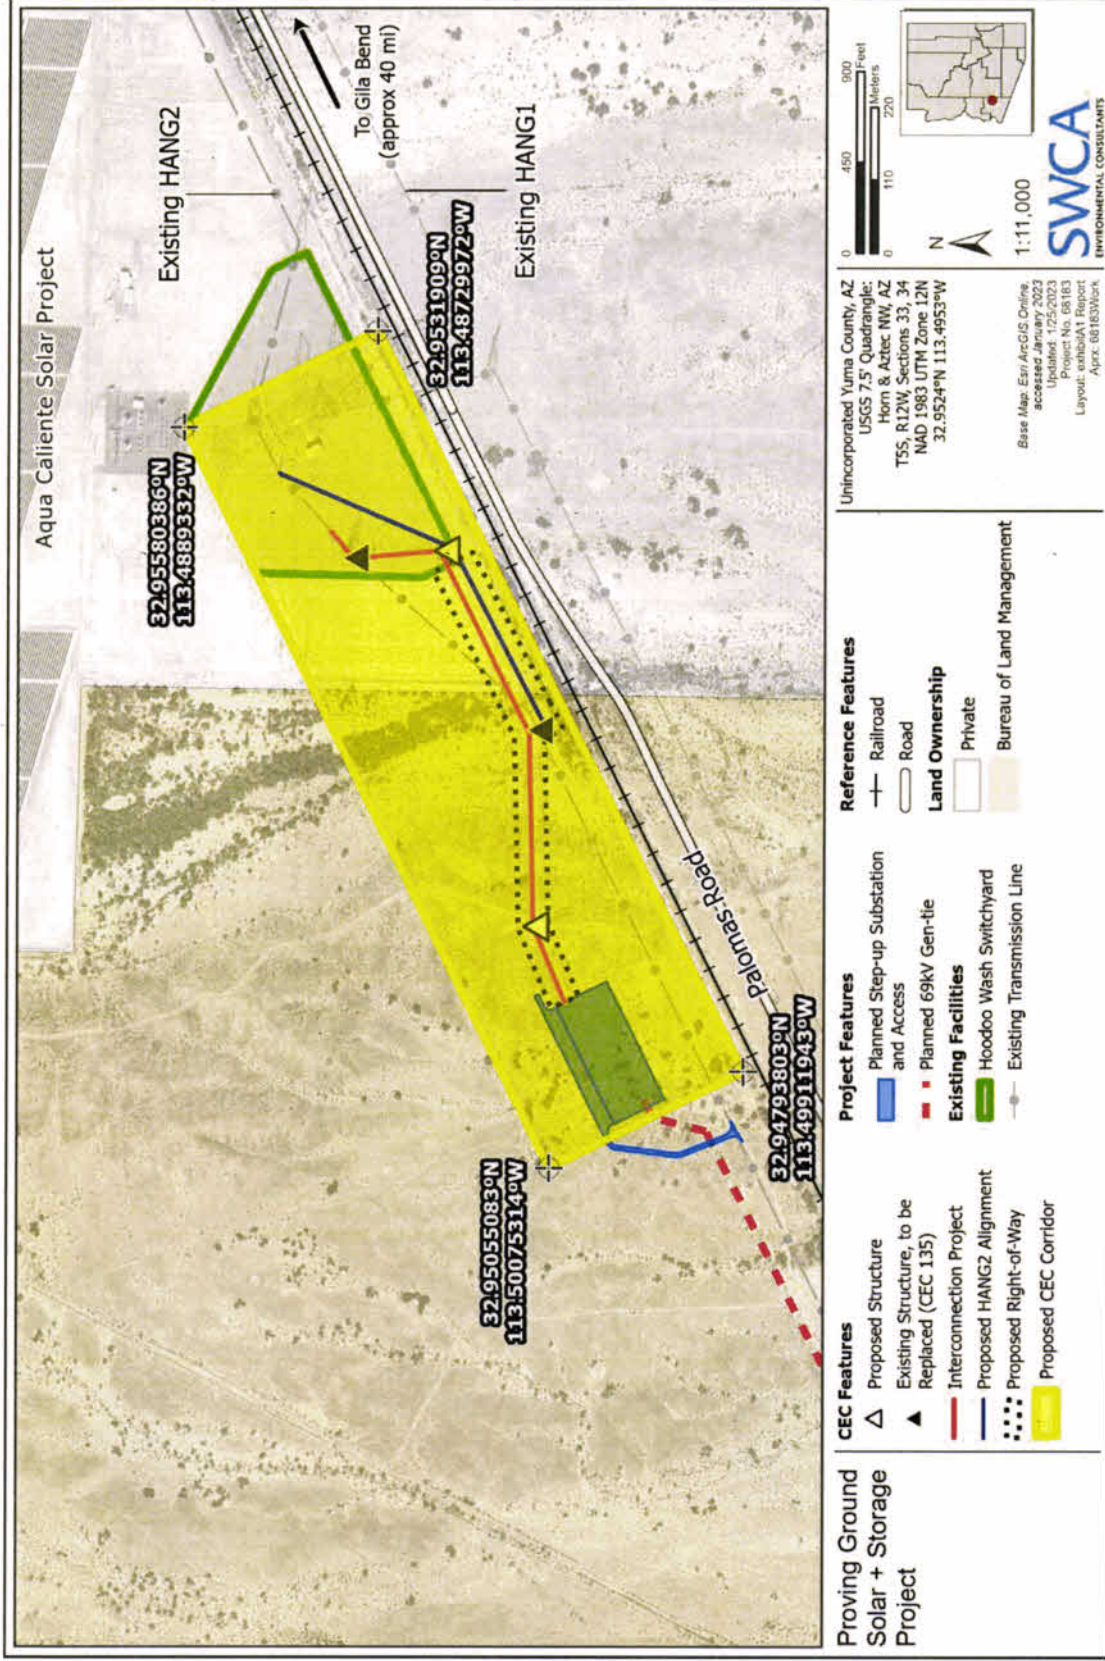 Aqua Caliente Solar Project
Existing HANG2
To Gila Bend
(approx 40 mi)
Existing HANG1
32.95580386°N
113.4889332°W
32.9531909°N
113.48729972°W
32.95055083°N
113.50075314°W
32.94793803°N
113.49911943°W
Palomas-Road
Proving Ground
Solar + Storage
Project
CEC Features
Proposed Structure
Existing Structure, to be
Replaced (CEC 135)
Interconnection Project
Proposed HANG2 Alignment
Proposed Right-of-Way
Proposed CEC Corridor
Project Features
Planned Step-up Substation
and Access
Planned 69kV Gen-tie
Existing Facilities
Hoodoo Wash Switchyard
Existing Transmission Line
Reference Features
Railroad
Road
Land Ownership
Private
Bureau of Land Management
Unincorporated Yuma County, AZ
USGS 7.5' Quadrangle:
Horn & Aztec NW, AZ
T5S, R12W, Sections 33, 34
NAD 1983 UTM Zone 12N
32.9524°N 113.4953°W
Base Map: Esri ArcGIS Online,
accessed January 2023
Updated: 1/25/2023
Project No. 68183
Layout: exhibitA1 Report
Aprx: 68183Work
0 450 900
Feet
Meters
0 110 220
N
1:11,000
SWCA
ENVIRONMENTAL CONSULTANTS